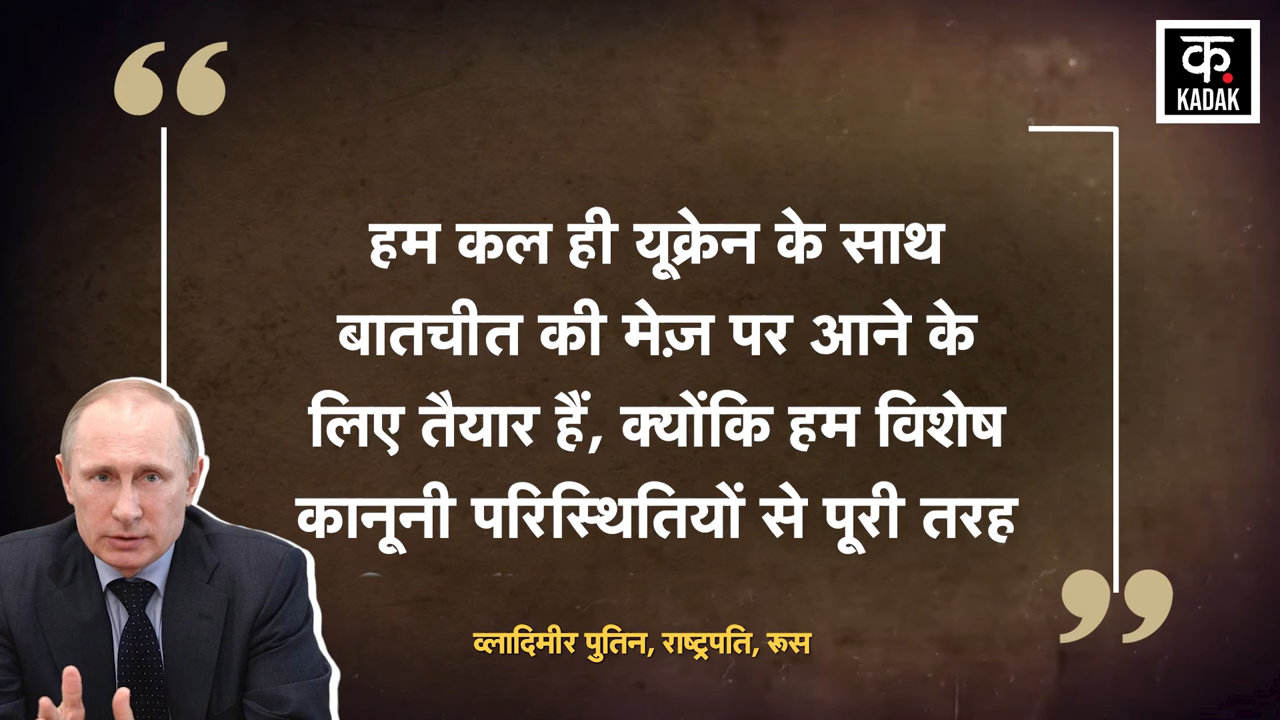 क
KADAK
हम कल ही यूक्रेन के साथ
बातचीत की मेज़ पर आने के
लिए तैयार हैं, क्योंकि हम विशेष
कानूनी परिस्थितियों से पूरी तरह
व्लादिमीर पुतिन, राष्ट्रपति, रूस